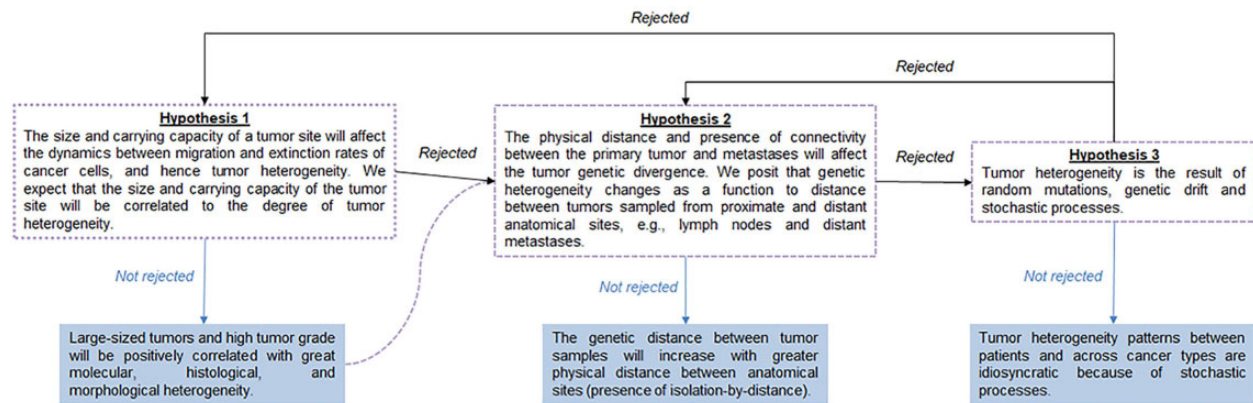 Rejected
Rejected
Hypothesis 1
The size and carrying capacity of a tumor site will affect
the dynamics between migration and extinction rates of
cancer cells, and hence tumor heterogeneity. We
expect that the size and carrying capacity of the tumor
site will be correlated to the degree of tumor
heterogeneity.
Rejected
Hypothesis 2
The physical distance and presence of connectivity
between the primary tumor and metastases will affect
the tumor genetic divergence. We posit that genetic
heterogeneity changes as a function to distance
between tumors sampled from proximate and distant
anatomical sites, e.g., lymph nodes and distant
metastases.
Rejected
Hypothesis 3
Tumor heterogeneity is the result of
random mutations, genetic drift and
stochastic processes.
Not rejected
Not rejected
Not rejected
Large-sized tumors and high tumor grade
will be positively correlated with great
molecular, histological, and
morphological heterogeneity.
The genetic distance between tumor
samples will increase with greater
physical distance between anatomical
sites (presence of isolation-by-distance).
Tumor heterogeneity patterns between
patients and across cancer types are
idiosyncratic because of stochastic
processes.